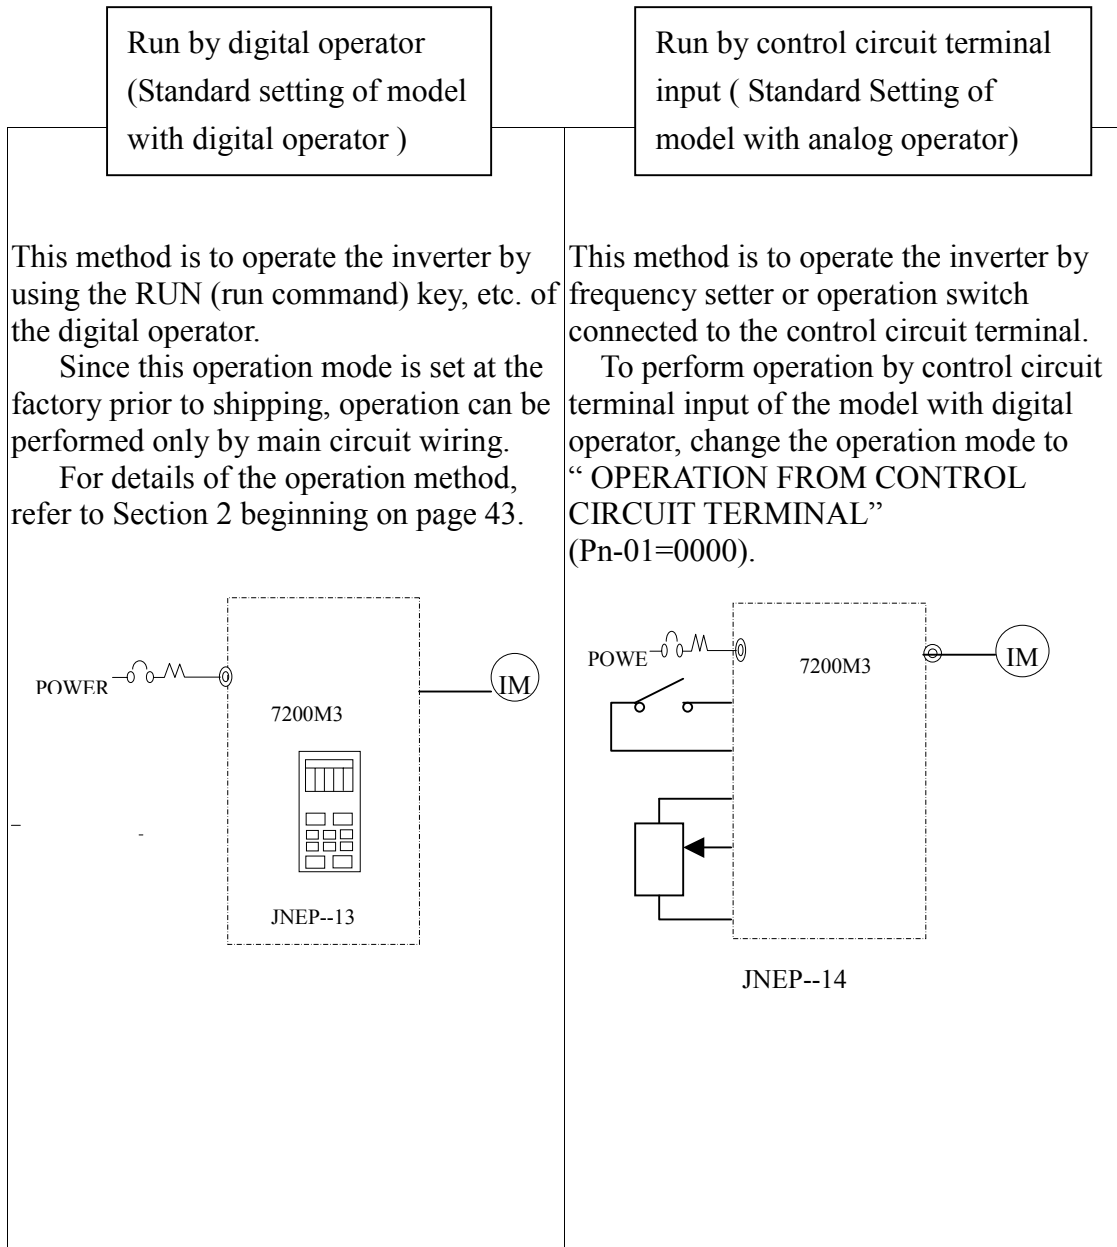 Run by digital operator
(Standard setting of model
with digital operator )
This method is to operate the inverter by
using the RUN (run command) key, etc. of
the digital operator.
Since this operation mode is set at the
factory prior to shipping, operation can be
performed only by main circuit wiring.
For details of the operation method,
refer to Section 2 beginning on page 43.
POWER
IM
7200M3
JNEP--13
Run by control circuit terminal
input ( Standard Setting of
model with analog operator)
This method is to operate the inverter by
frequency setter or operation switch
connected to the control circuit terminal.
To perform operation by control circuit
terminal input of the model with digital
operator, change the operation mode to
“ OPERATION FROM CONTROL
CIRCUIT TERMINAL”
(Pn-01=0000).
POWE
7200M3
IM
JNEP--14